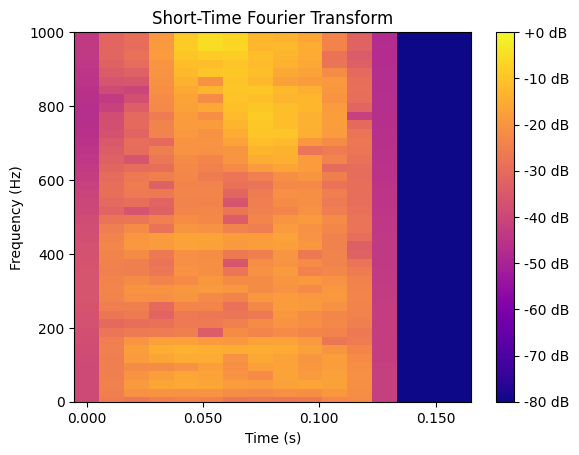 Short-Time Fourier Transform
1000
800
600
400
200
0
Frequency (Hz)
0.000
0.050
0.100
0.150
Time (s)
+0 dB
-10 dB
-20 dB
-30 dB
-40 dB
-50 dB
-60 dB
-70 dB
-80 dB